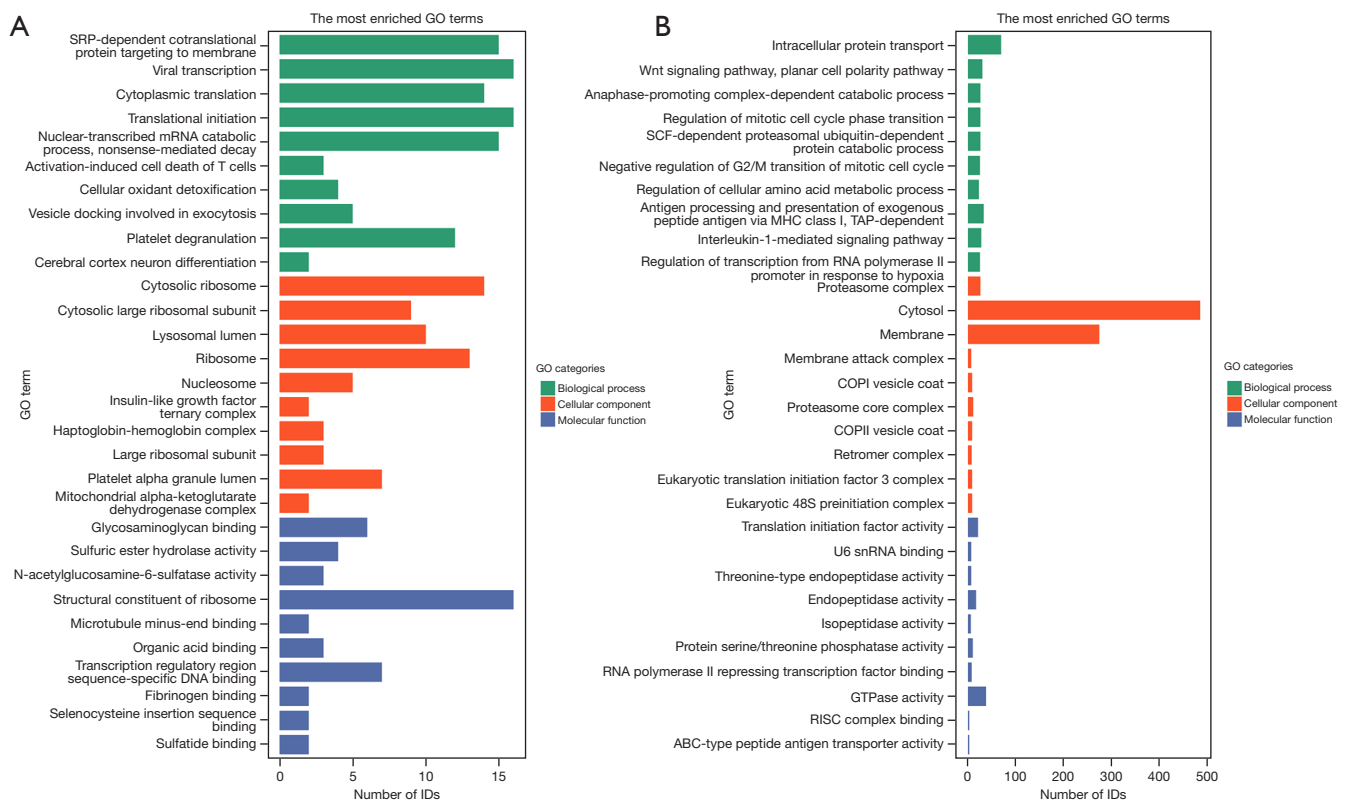 A
The most enriched GO terms
SRP-dependent cotranslational
protein targeting to membrane
Viral transcription
Cytoplasmic translation
Translational initiation
Nuclear-transcribed mRNA catabolic
process, nonsense-mediated decay
Activation-induced cell death of T cells
Cellular oxidant detoxification
Vesicle docking involved in exocytosis
Platelet degranulation
Cerebral cortex neuron differentiation
Cytosolic ribosome
Cytosolic large ribosomal subunit
Lysosomal lumen
Ribosome
Nucleosome
Insulin-like growth factor
ternary complex
Haptoglobin-hemoglobin complex
Large ribosomal subunit
Platelet alpha granule lumen
Mitochondrial alpha-ketoglutarate
dehydrogenase complex
Glycosaminoglycan binding
Sulfuric ester hydrolase activity
N-acetylglucosamine-6-sulfatase activity
Structural constituent of ribosome
Microtubule minus-end binding
Organic acid binding
Transcription regulatory region
sequence-specific DNA binding
Fibrinogen binding
Selenocysteine insertion sequence
binding
Sulfatide binding
GO term
0 5 10 15
Number of IDs
GO categories
Biological process
Cellular component
Molecular function
B
The most enriched GO terms
Intracellular protein transport
Wnt signaling pathway, planar cell polarity pathway
Anaphase-promoting complex-dependent catabolic process
Regulation of mitotic cell cycle phase transition
SCF-dependent proteasomal ubiquitin-dependent
protein catabolic process
Negative regulation of G2/M transition of mitotic cell cycle
Regulation of cellular amino acid metabolic process
Antigen processing and presentation of exogenous
peptide antigen via MHC class I, TAP-dependent
Interleukin-1-mediated signaling pathway
Regulation of transcription from RNA polymerase II
promoter in response to hypoxia
Proteasome complex
Cytosol
Membrane
Membrane attack complex
COPI vesicle coat
Proteasome core complex
COPII vesicle coat
Retromer complex
Eukaryotic translation initiation factor 3 complex
Eukaryotic 48S preinitiation complex
Translation initiation factor activity
U6 snRNA binding
Threonine-type endopeptidase activity
Endopeptidase activity
Isopeptidase activity
Protein serine/threonine phosphatase activity
RNA polymerase II repressing transcription factor binding
GTPase activity
RISC complex binding
ABC-type peptide antigen transporter activity
GO term
0 100 200 300 400 500
Number of IDs
GO categories
Biological process
Cellular component
Molecular function